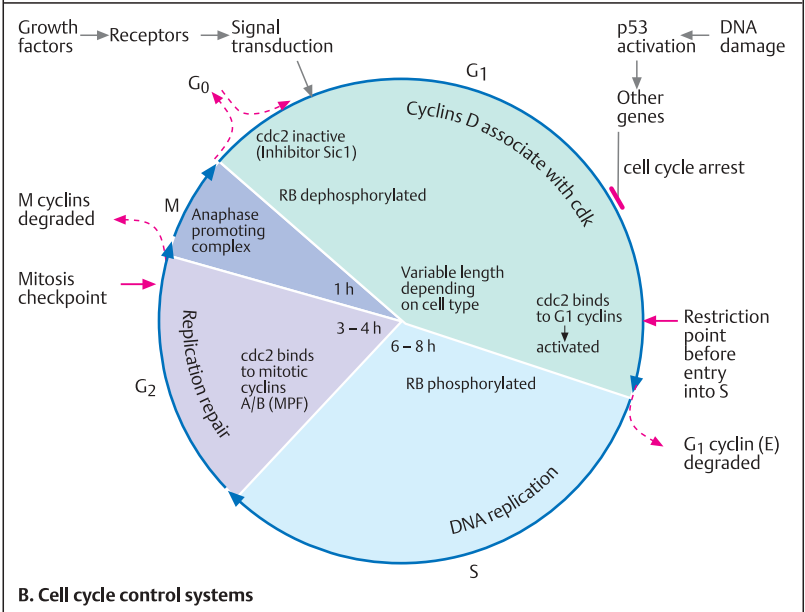 Growth
factors
Receptors
Signal
transduction
p53
activation
DNA
damage
Other
genes
cell cycle arrest
G0
G1
Cyclins D associate with cdk
cdc2 inactive
(Inhibitor Sic1)
RB dephosphorylated
M cyclins
degraded
M
Anaphase
promoting
complex
1 h
Variable length
depending
on cell type
cdc2 binds
to G1 cyclins
activated
Mitosis
checkpoint
Restriction
point
before
entry
into S
3 – 4 h
6 – 8 h
Replication repair
G2
cdc2 binds
to mitotic
cyclins
A/B (MPF)
RB phosphorylated
G1 cyclin (E)
degraded
DNA replication
S
B. Cell cycle control systems